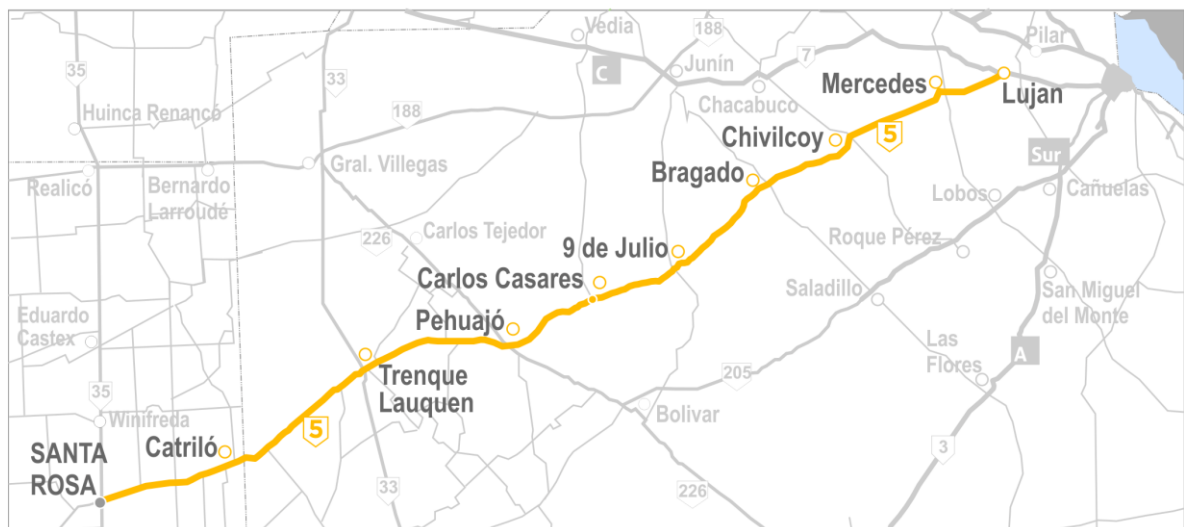 Vedia
188
Pilar
35
33
Junín
7
C
Mercedes
Lujan
Huinca Renancó
188
Chacabuco
Chivilcoy
5
Realicó
Bernardo
Larroudé
Gral. Villegas
Bragado
Sur
Lobos
Cañuelas
226
Carlos Tejedor
9 de Julio
Roque Pérez
Carlos Casares
Saladillo
San Miguel
del Monte
Eduardo
Castex
Pehuajó
Las
Flores
A
35
Trenque
Lauquen
205
Winifreda
Bolivar
Catriló
5
3
SANTA
ROSA
33
226